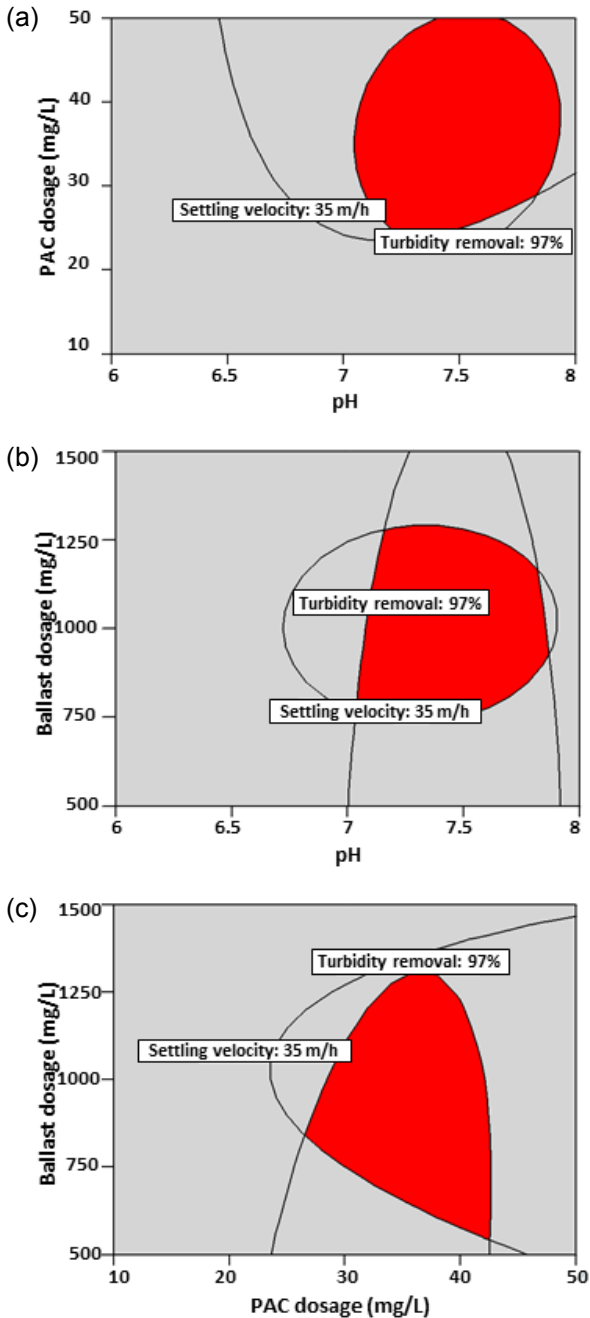 (a)
50
40
30
20
10
PAC dosage (mg/L)
Settling velocity: 35 m/h
Turbidity removal: 97%
6 6.5 7 7.5 8
pH
(b)
1500
1250
1000
750
500
Ballast dosage (mg/L)
Turbidity removal: 97%
Settling velocity: 35 m/h
6 6.5 7 7.5 8
pH
(c)
1500
1250
1000
750
500
Ballast dosage (mg/L)
Turbidity removal: 97%
Settling velocity: 35 m/h
10 20 30 40 50
PAC dosage (mg/L)